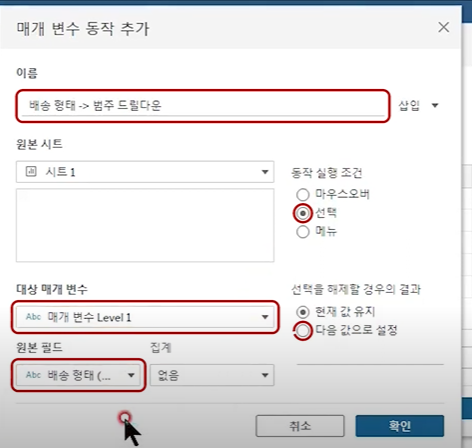 매개 변수 동작 추가
이름
배송 형태 -> 범주 드릴다운
삽입
원본 시트
시트 1
동작 실행 조건
마우스오버
선택
메뉴
대상 매개 변수
Abc 매개 변수 Level 1
선택을 해제할 경우의 결과
현재 값 유지
다음 값으로 설정
원본 필드
집계
Abc 배송 형태 (...
없음
취소
확인